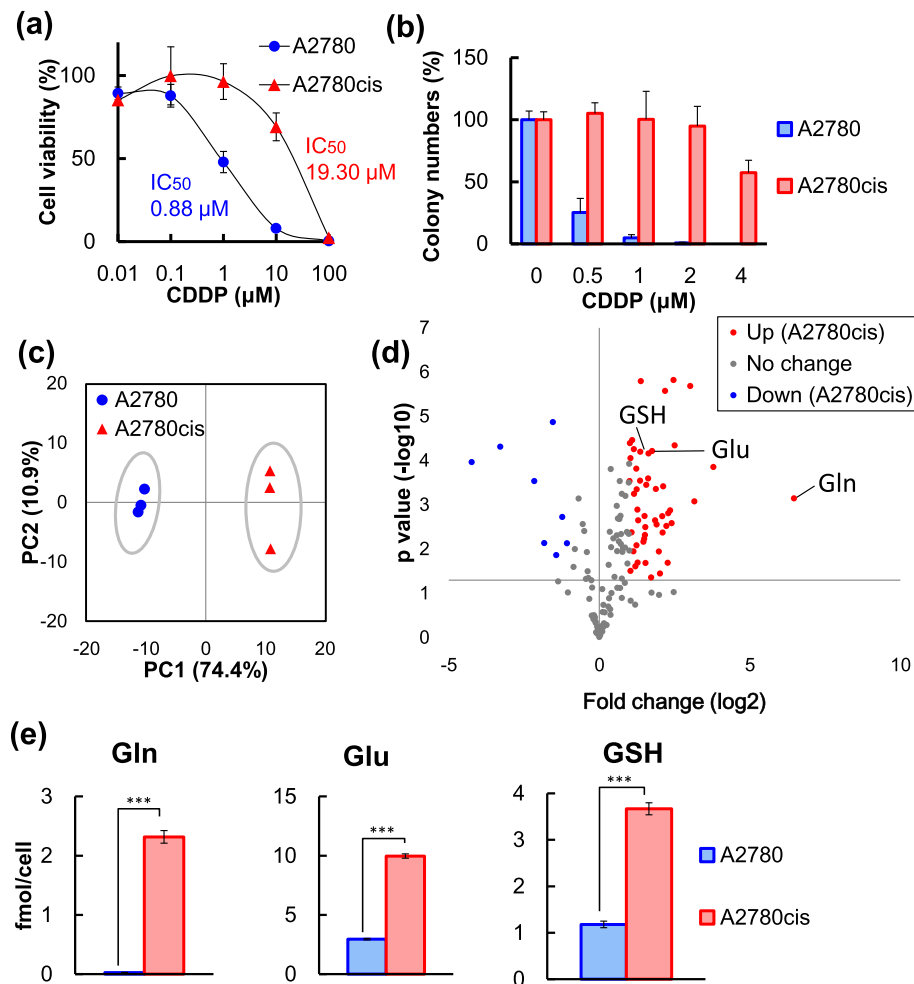 (a)
A2780
A2780cis
Cell viability (%)
100
50
0
IC50
19.30 µM
IC50
0.88 µM
0.01 0.1 1 10 100
CDDP (µM)
(b)
Colony numbers (%)
150
100
50
0
A2780
A2780cis
0 0.5 1 2 4
CDDP (µM)
(c)
PC2 (10.9%)
20
10
0
-10
-20
A2780
A2780cis
-20 -10 0 10 20
PC1 (74.4%)
(d)
p value (-log10)
7
6
5
4
3
2
1
0
Up (A2780cis)
No change
Down (A2780cis)
GSH
Glu
Gln
-5 0 5 10
Fold change (log2)
(e)
fmol/cell
Gln
3
2
1
0
***
Glu
15
10
5
0
***
GSH
4
3
2
1
0
***
A2780
A2780cis